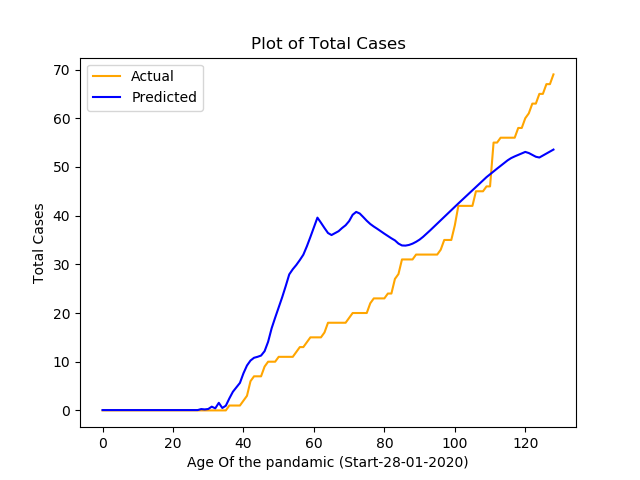 Plot of Total Cases
Actual
Predicted
70
60
50
40
30
20
10
0
Total Cases
0 20 40 60 80 100 120
Age Of the pandamic (Start-28-01-2020)